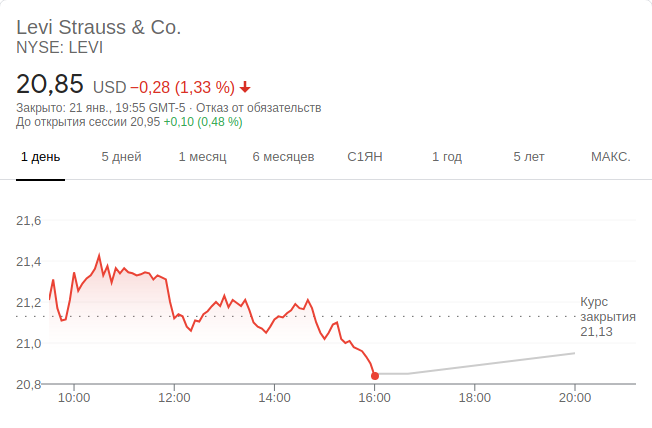 Levi Strauss & Co.
NYSE: LEVI
20,85 USD −0,28 (1,33 %)
Закрыто: 21 янв., 19:55 GMT-5 · Отказ от обязательств
До открытия сессии 20,95 +0,10 (0,48 %)
1 день 5 дней 1 месяц 6 месяцев С1ЯН 1 год 5 лет МАКС.
21,6
21,4
21,2
21,0
20,8
Курс
закрытия
21,13
10:00 12:00 14:00 16:00 18:00 20:00